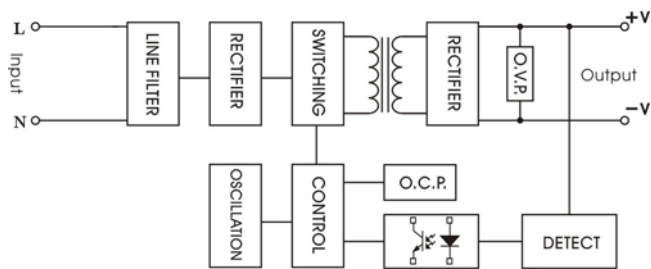 L
N
Input
LINE FILTER
RECTIFIER
SWITCHING
RECTIFIER
O.V.P.
+V
Output
-V
OSCILLATION
CONTROL
O.C.P.
DETECT